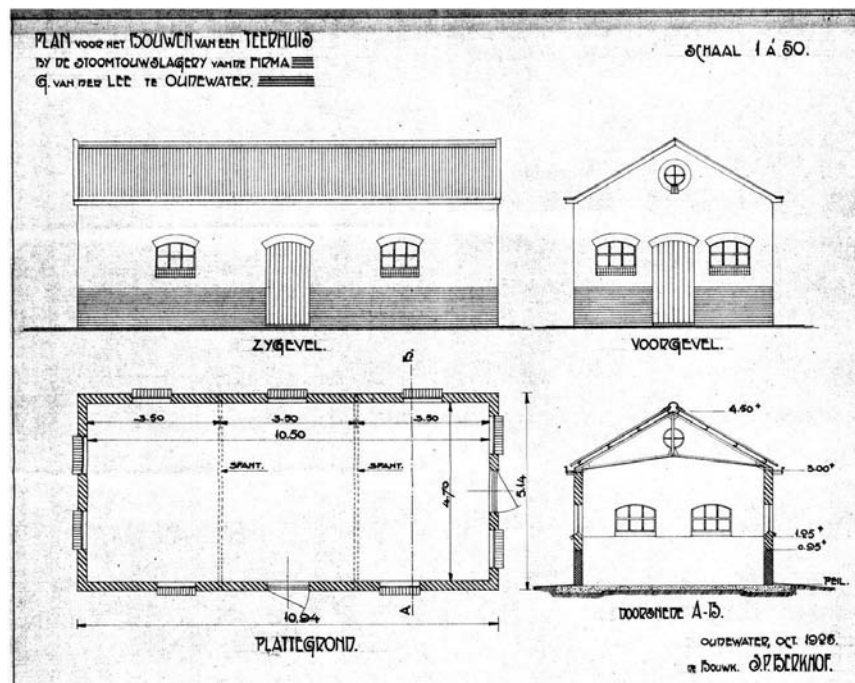 PLAN VOOR HET BOUWEN VAN EEN TEERHUIS
BY DE STOOMTOUWSLAGERY VAN DE FIRMA
G. VAN DER LEE TE OUDEWATER.
SCHAAL 1 A 50.
ZYGEVEL.
VOORGEVEL.
3.50
3.50
3.50
10.50
SPANT.
SPANT.
4.70
5.14
A
10.94
PLATTEGROND.
4.50+
3.00+
1.25+
0.95+
PEIL.
DOORSNEDE A-B.
OUDEWATER, OCT. 1926.
DE BOUWK. J.P. BERKHOF.